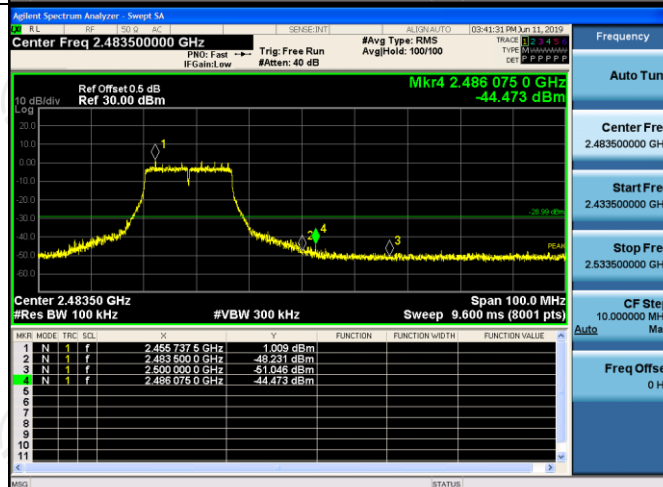 Agilent Spectrum Analyzer - Swept SA
RL RF 50 Ω AC SENSE:INT ALIGNAUTO 03:41:31 PM Jun 11, 2019
Center Freq 2.483500000 GHz
PNO: Fast
IFGain:Low
Trig: Free Run
#Atten: 40 dB
#Avg Type: RMS
Avg|Hold: 100/100
TRACE 1 2 3 4 5 6
TYPE M
DET P P P P P P
Frequency
Ref Offset 0.5 dB
Ref 30.00 dBm
10 dB/div
Log
Mkr4 2.486 075 0 GHz
-44.473 dBm
20.0
10.0
0.00
-10.0
-20.0
-30.0
-40.0
-50.0
-60.0
1
2
4
3
-28.99 dBm
PEAK
Center 2.48350 GHz
#Res BW 100 kHz
#VBW 300 kHz
Span 100.0 MHz
Sweep 9.600 ms (8001 pts)
MKR MODE TRC SCL X Y FUNCTION FUNCTION WIDTH FUNCTION VALUE
1 N 1 f 2.455 737 5 GHz 1.009 dBm
2 N 1 f 2.483 500 0 GHz -48.231 dBm
3 N 1 f 2.500 000 0 GHz -51.046 dBm
4 N 1 f 2.486 075 0 GHz -44.473 dBm
5
6
7
8
9
10
11
MSG STATUS
Auto Tun
Center Fre
2.483500000 GH
Start Fre
2.433500000 GH
Stop Fre
2.533500000 GH
CF Ste
10.000000 MH
Auto Ma
Freq Offse
0 H